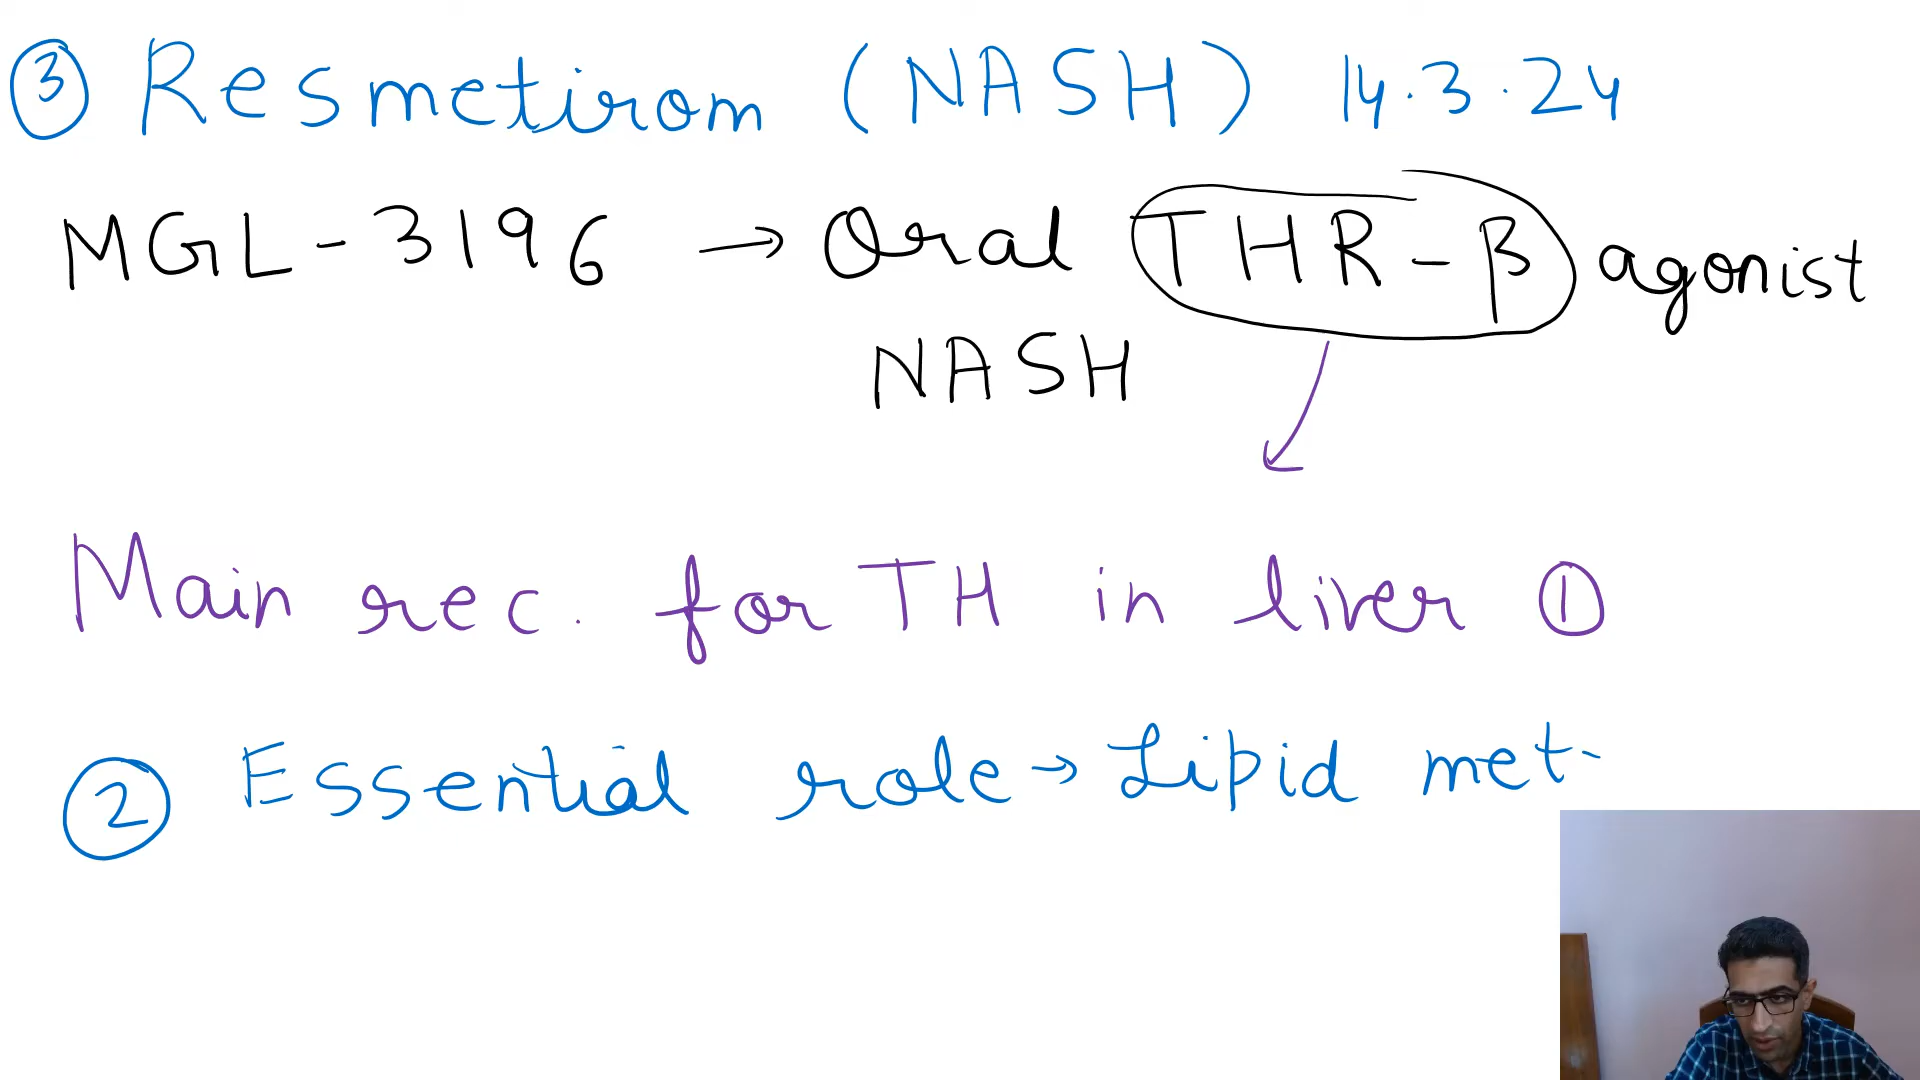 ③ Resmetirom (NASH) 14.3.24
MGL-3196 → Oral THR-β agonist
NASH
Main rec. for TH in liver ①
② Essential role → Lipid met.